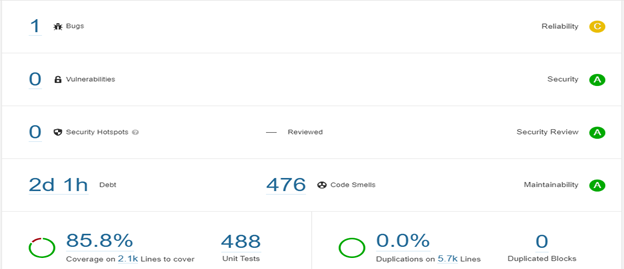 1 Bugs Reliability C
0 Vulnerabilities Security A
0 Security Hotspots ? — Reviewed Security Review A
2d 1h Debt 476 Code Smells Maintainability A
85.8% 488 0.0% 0
Coverage on 2.1k Lines to cover Unit Tests Duplications on 5.7k Lines Duplicated Blocks